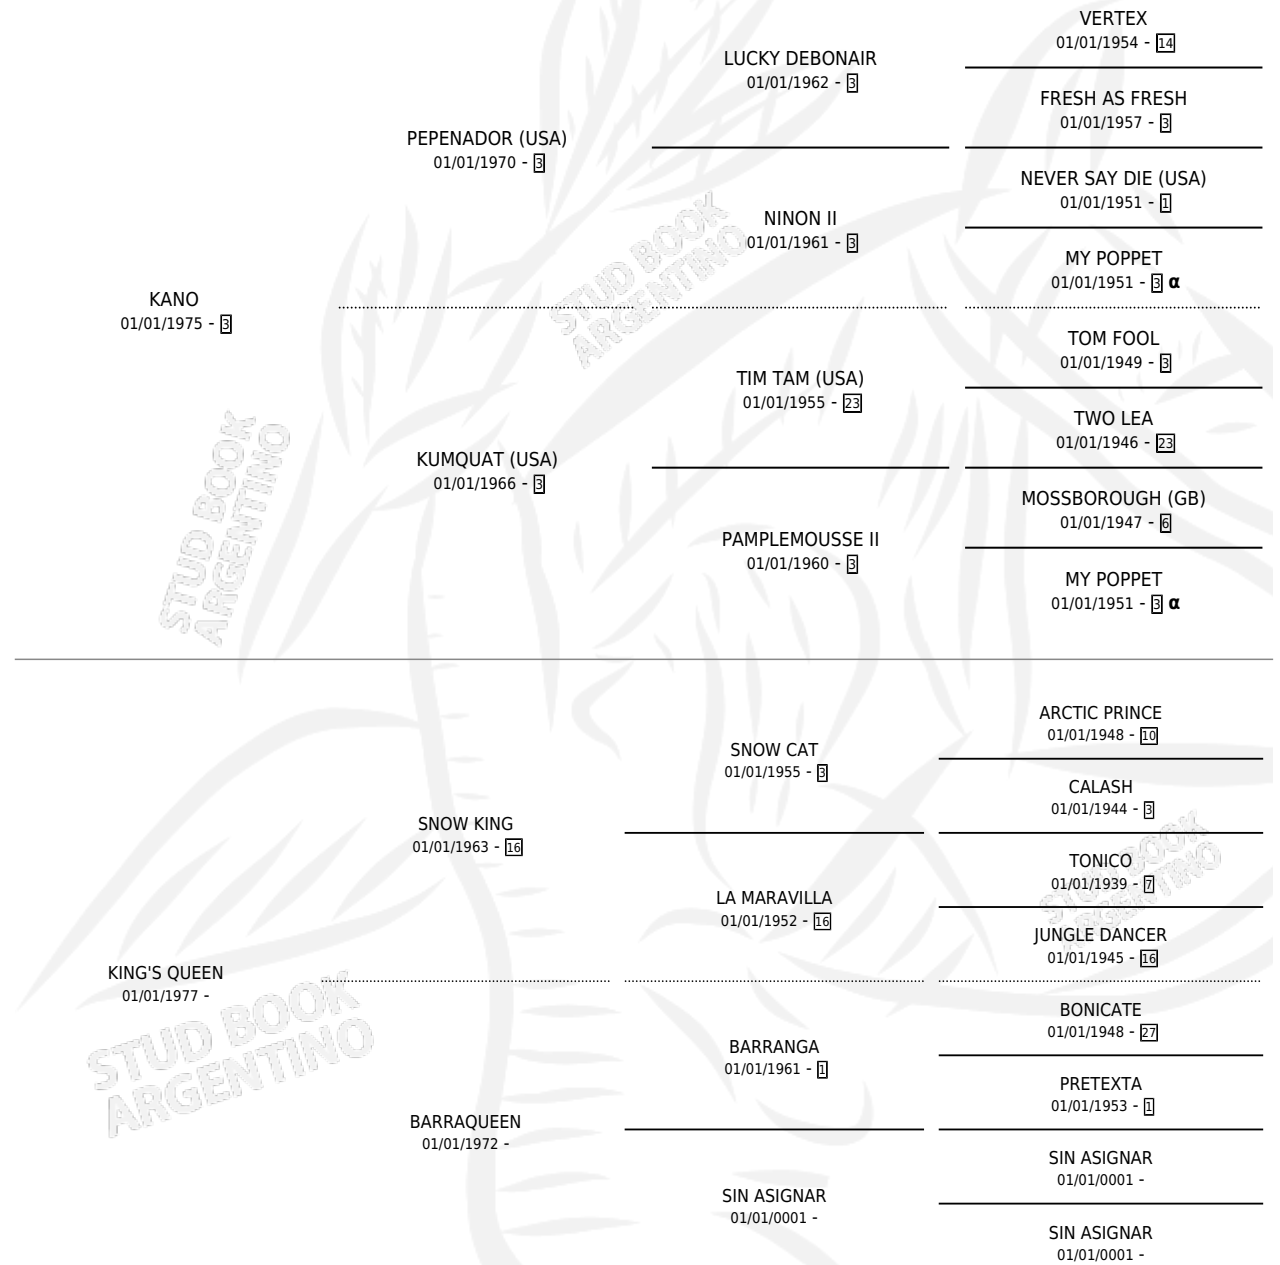 VERTEX
01/01/1954 - 14
LUCKY DEBONAIR
01/01/1962 - 3
FRESH AS FRESH
01/01/1957 - 3
PEPENADOR (USA)
01/01/1970 - 3
NEVER SAY DIE (USA)
01/01/1951 - 1
NINON II
01/01/1961 - 3
MY POPPET
01/01/1951 - 3 α
KANO
01/01/1975 - 3
STUD BOOK
ARGENTINO
TOM FOOL
01/01/1949 - 3
TIM TAM (USA)
01/01/1955 - 23
TWO LEA
01/01/1946 - 23
KUMQUAT (USA)
01/01/1966 - 3
MOSSBOROUGH (GB)
01/01/1947 - 6
PAMPLEMOUSSE II
01/01/1960 - 3
MY POPPET
01/01/1951 - 3 α
STUD BOOK
ARGENTINO
ARCTIC PRINCE
01/01/1948 - 10
SNOW CAT
01/01/1955 - 3
CALASH
01/01/1944 - 3
SNOW KING
01/01/1963 - 16
TONICO
01/01/1939 - 7
LA MARAVILLA
01/01/1952 - 16
JUNGLE DANCER
01/01/1945 - 16
STUD BOOK
ARGENTINO
KING'S QUEEN
01/01/1977 -
BONICATE
01/01/1948 - 27
BARRANGA
01/01/1961 - 1
PRETEXTA
01/01/1953 - 1
STUD BOOK
ARGENTINO
BARRAQUEEN
01/01/1972 -
SIN ASIGNAR
01/01/0001 -
SIN ASIGNAR
01/01/0001 -
SIN ASIGNAR
01/01/0001 -